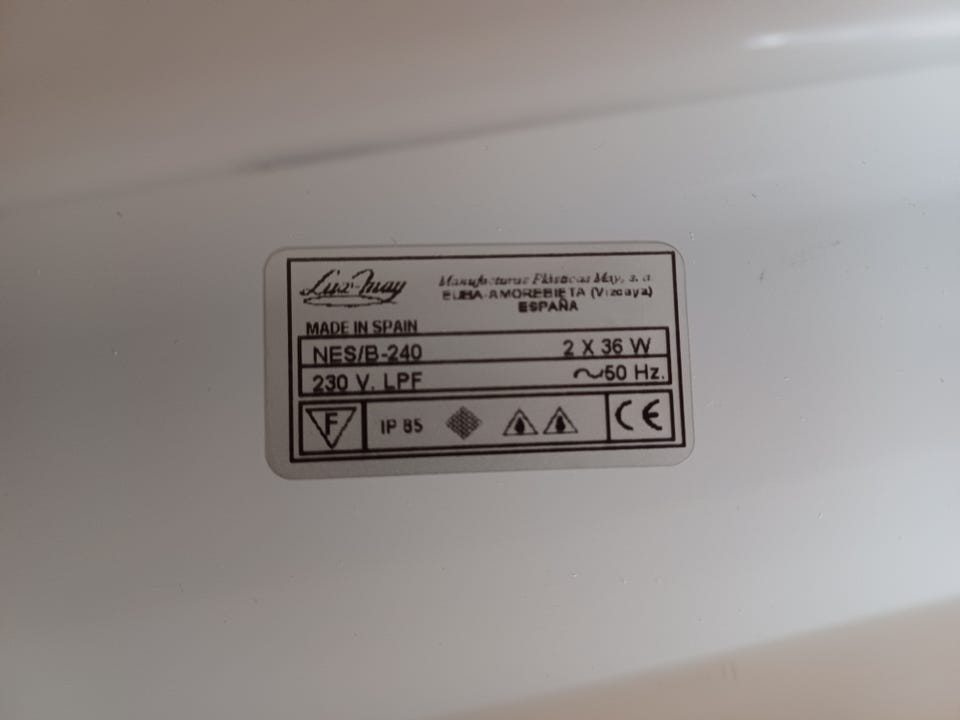 Lux-May
Manufacturas Plásticas May, s. a.
EUBA-AMOREBIETA (Vizcaya)
ESPAÑA
MADE IN SPAIN
NES/B-240 2 X 36 W
230 V. LPF ~50 Hz.
F IP 65 CE